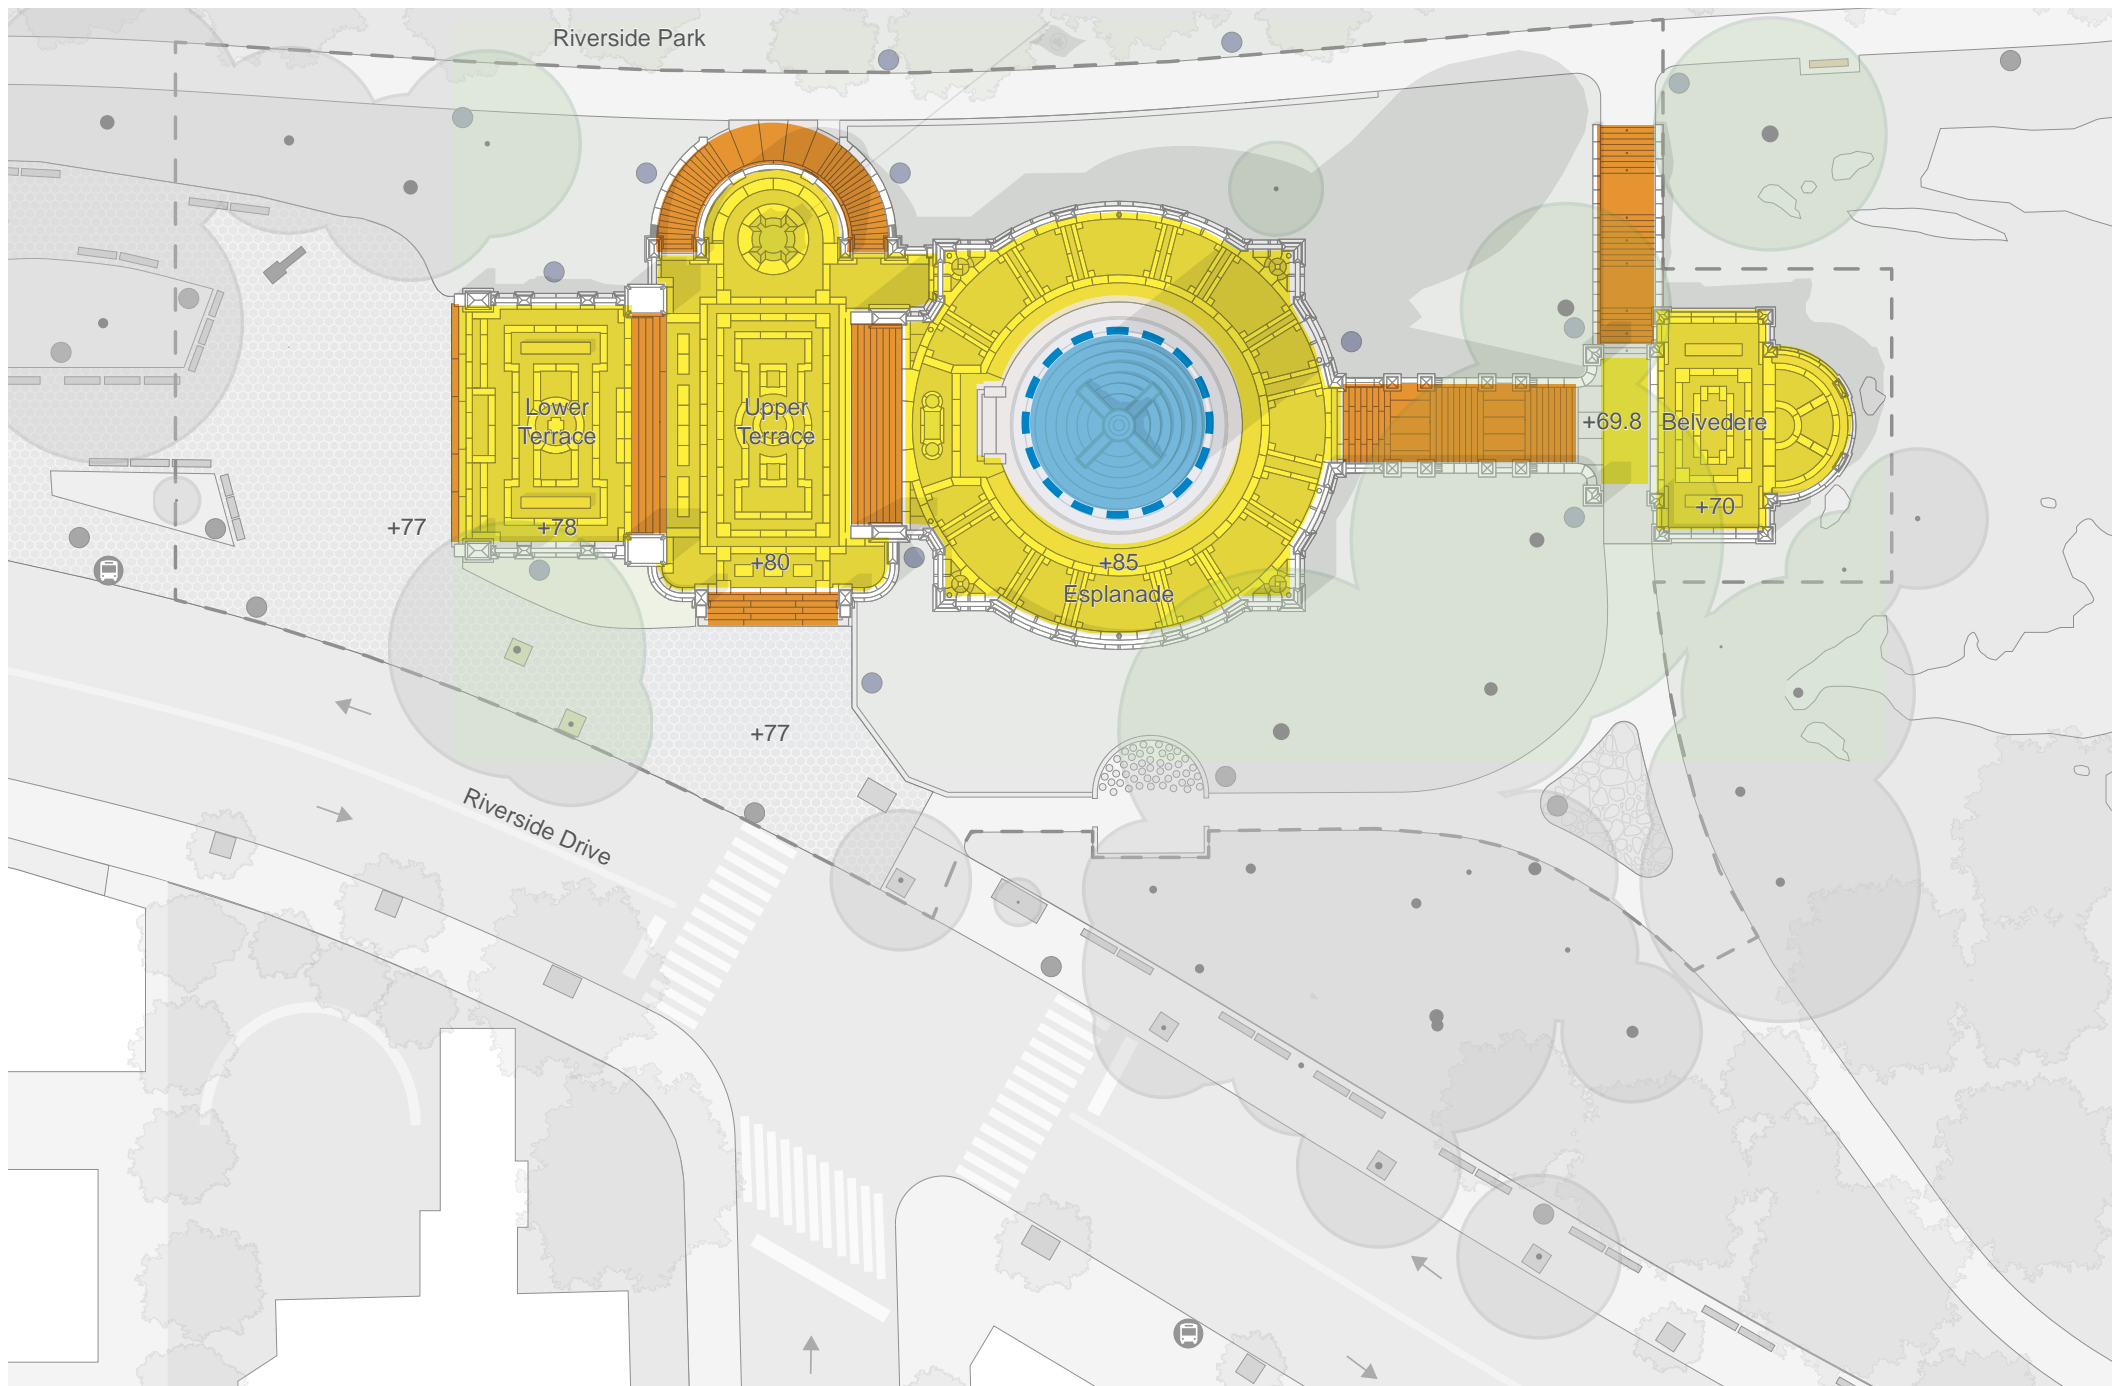 Riverside Park
Lower
Terrace
Upper
Terrace
+69.8
Belvedere
+70
+77
+78
+80
+85
Esplanade
+77
Riverside Drive